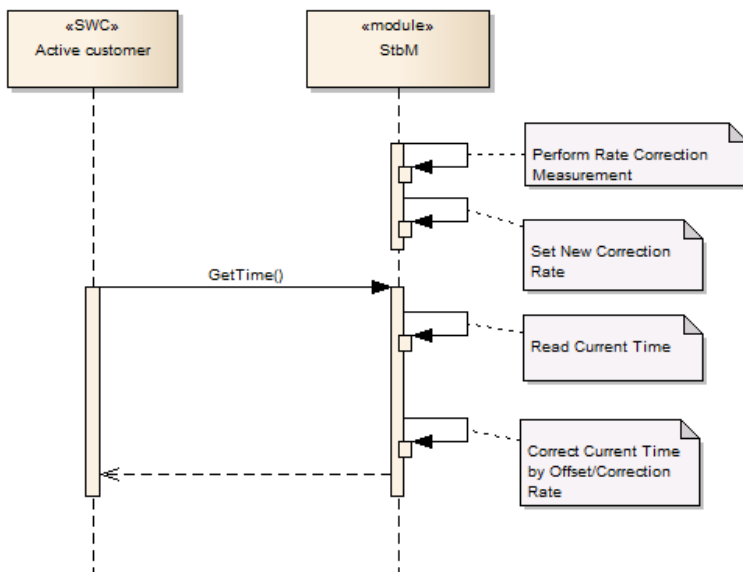 «SWC»
Active customer
«module»
StbM
Perform Rate Correction
Measurement
Set New Correction
Rate
GetTime()
Read Current Time
Correct Current Time
by Offset/Correction
Rate